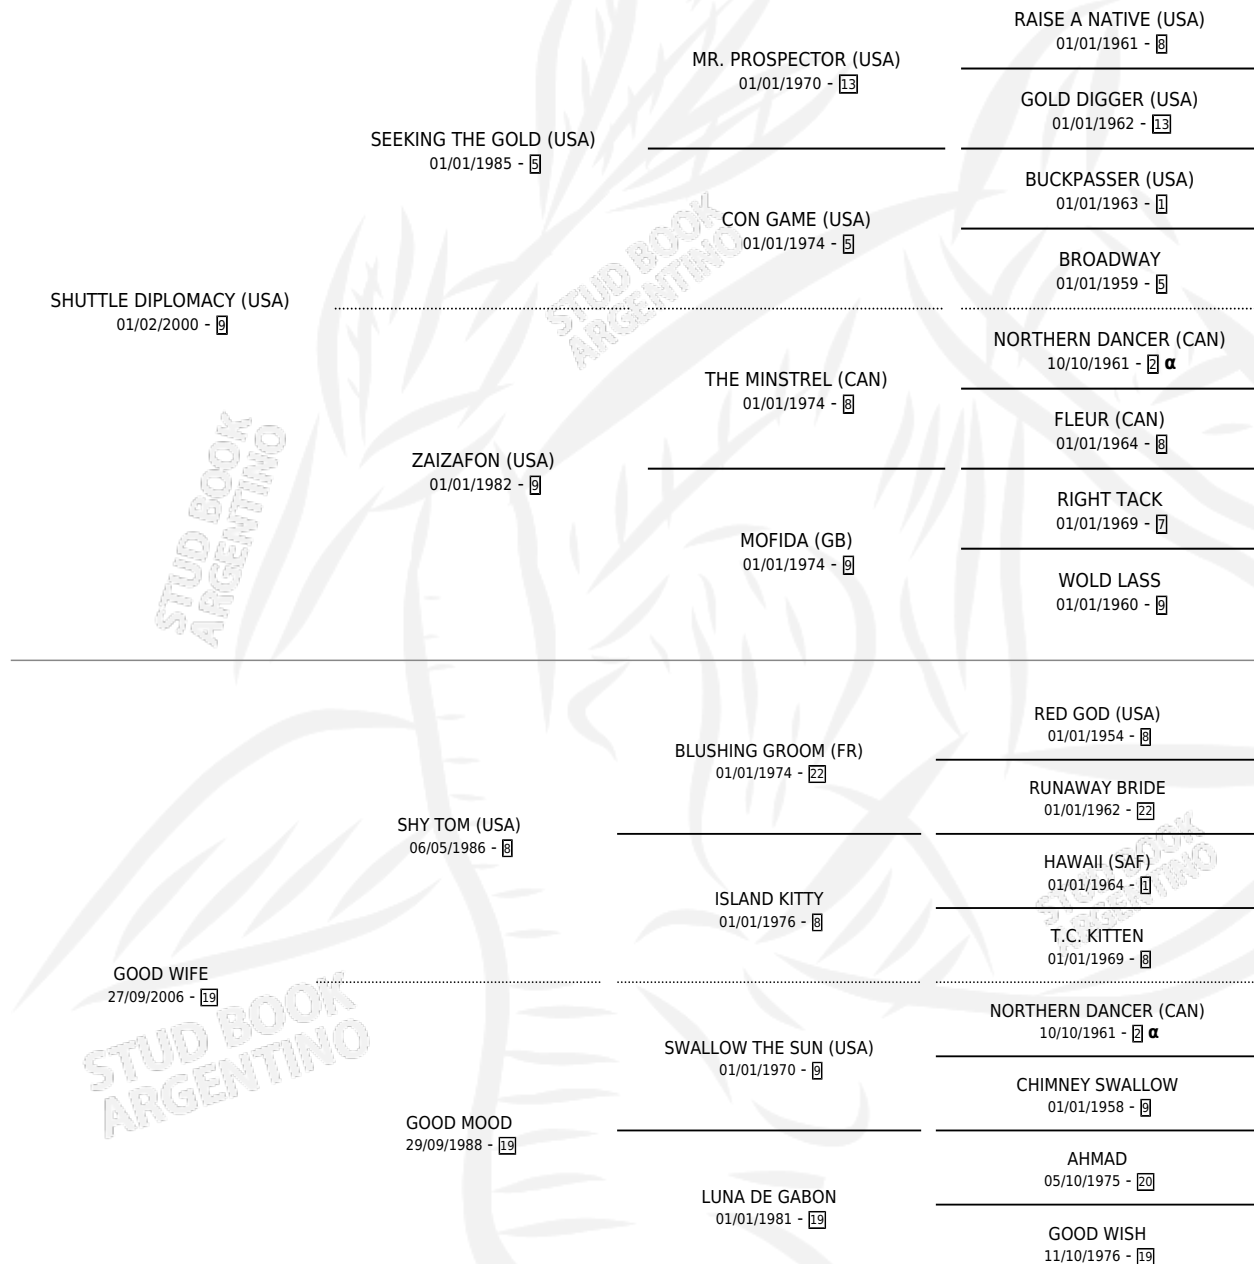 RAISE A NATIVE (USA)
01/01/1961 - 8
MR. PROSPECTOR (USA)
01/01/1970 - 13
GOLD DIGGER (USA)
01/01/1962 - 13
SEEKING THE GOLD (USA)
01/01/1985 - 5
BUCKPASSER (USA)
01/01/1963 - 1
CON GAME (USA)
01/01/1974 - 5
BROADWAY
01/01/1959 - 5
STUD BOOK
ARGENTINO
SHUTTLE DIPLOMACY (USA)
01/02/2000 - 9
NORTHERN DANCER (CAN)
10/10/1961 - 2 α
THE MINSTREL (CAN)
01/01/1974 - 8
FLEUR (CAN)
01/01/1964 - 8
ZAIZAFON (USA)
01/01/1982 - 9
RIGHT TACK
01/01/1969 - 7
MOFIDA (GB)
01/01/1974 - 9
WOLD LASS
01/01/1960 - 9
STUD BOOK
ARGENTINO
RED GOD (USA)
01/01/1954 - 8
BLUSHING GROOM (FR)
01/01/1974 - 22
RUNAWAY BRIDE
01/01/1962 - 22
SHY TOM (USA)
06/05/1986 - 8
HAWAII (SAF)
01/01/1964 - 1
ISLAND KITTY
01/01/1976 - 8
T.C. KITTEN
01/01/1969 - 8
STUD BOOK
ARGENTINO
GOOD WIFE
27/09/2006 - 19
NORTHERN DANCER (CAN)
10/10/1961 - 2 α
SWALLOW THE SUN (USA)
01/01/1970 - 9
CHIMNEY SWALLOW
01/01/1958 - 9
STUD BOOK
ARGENTINO
GOOD MOOD
29/09/1988 - 19
AHMAD
05/10/1975 - 20
LUNA DE GABON
01/01/1981 - 19
GOOD WISH
11/10/1976 - 19